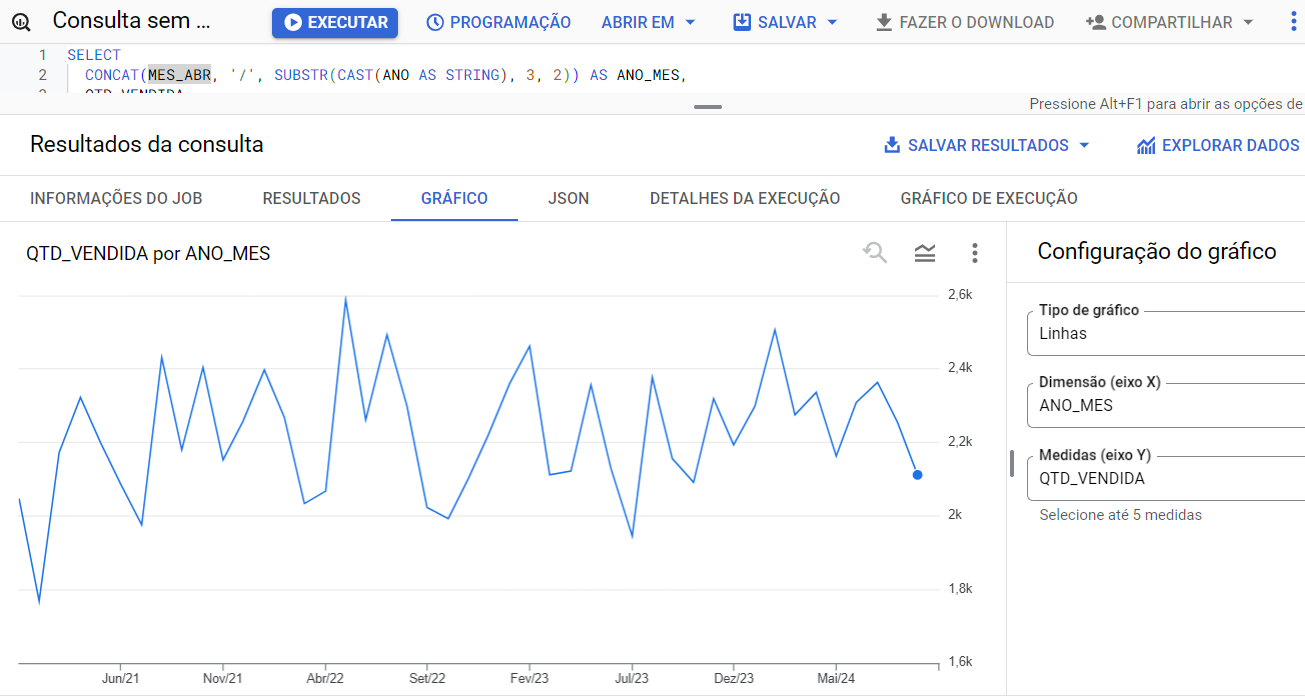 Consulta sem ...
EXECUTAR
PROGRAMAÇÃO
ABRIR EM
SALVAR
FAZER O DOWNLOAD
COMPARTILHAR
1 SELECT
2 CONCAT(MES_ABR, '/', SUBSTR(CAST(ANO AS STRING), 3, 2)) AS ANO_MES,
QTD_VENDIDA
Pressione Alt+F1 para abrir as opções de
Resultados da consulta
SALVAR RESULTADOS
EXPLORAR DADOS
INFORMAÇÕES DO JOB
RESULTADOS
GRÁFICO
JSON
DETALHES DA EXECUÇÃO
GRÁFICO DE EXECUÇÃO
QTD_VENDIDA por ANO_MES
2,6k
2,4k
2,2k
2k
1,8k
1,6k
Jun/21
Nov/21
Abr/22
Set/22
Fev/23
Jul/23
Dez/23
Mai/24
Configuração do gráfico
Tipo de gráfico
Linhas
Dimensão (eixo X)
ANO_MES
Medidas (eixo Y)
QTD_VENDIDA
Selecione até 5 medidas